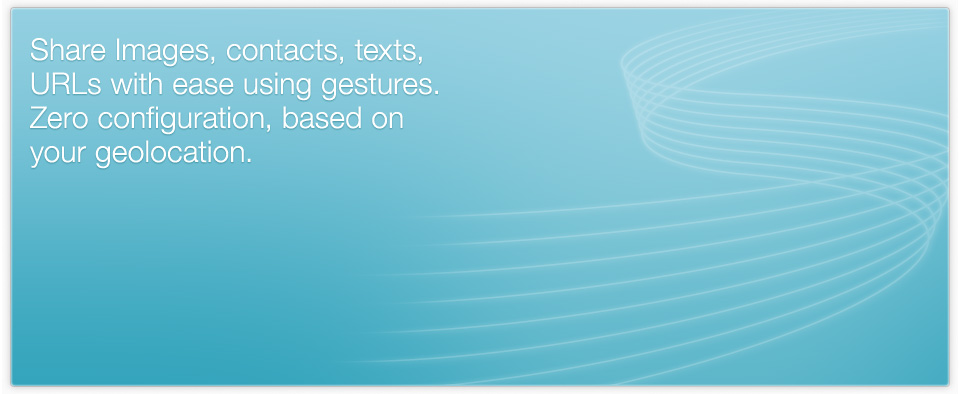 Share Images, contacts, texts,
URLs with ease using gestures.
Zero configuration, based on
your geolocation.